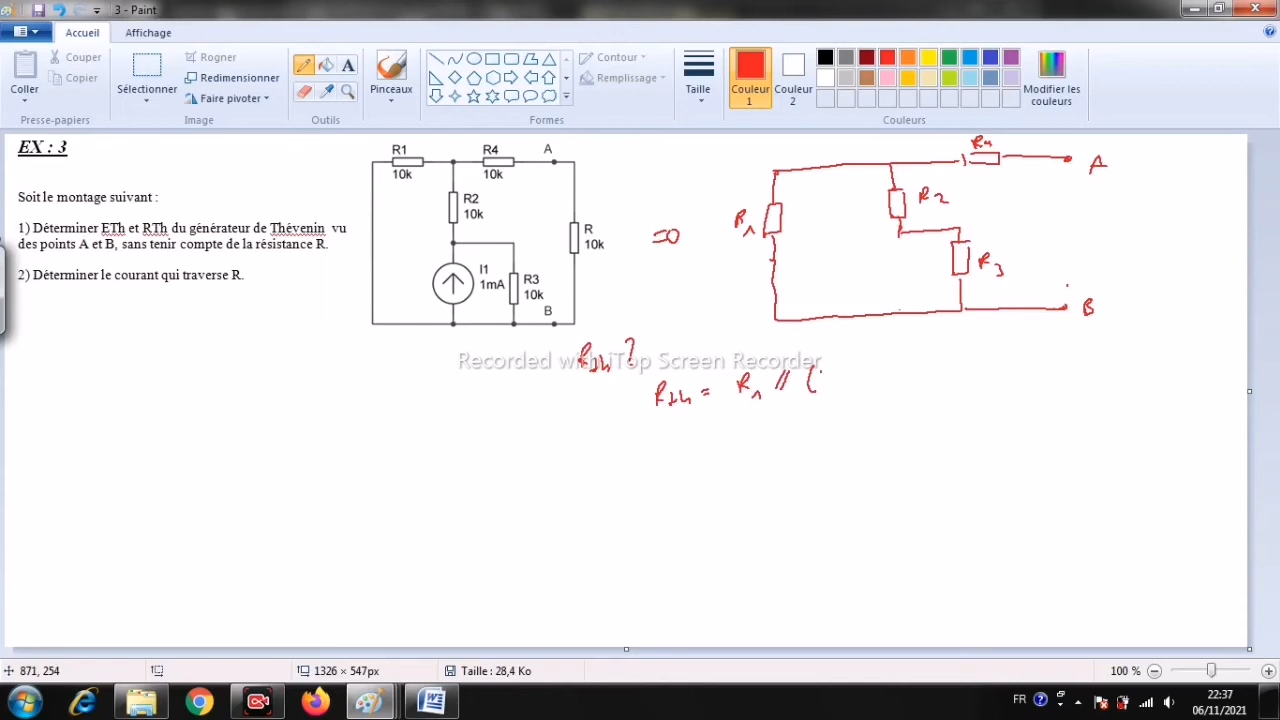 3 - Paint
Accueil
Affichage
Coller
Couper
Copier
Presse-papiers
Sélectionner
Rogner
Redimensionner
Faire pivoter
Image
Outils
Pinceaux
Contour
Remplissage
Formes
Taille
Couleur 1
Couleur 2
Modifier les couleurs
Couleurs
EX : 3
Soit le montage suivant :
1) Déterminer ETh et RTh du générateur de Thévenin vu
des points A et B, sans tenir compte de la résistance R.
2) Déterminer le courant qui traverse R.
R1
10k
R4
10k
A
R2
10k
R
10k
I1
1mA
R3
10k
B
=>
R1
R2
R3
R4
A
B
Recorded with iTop Screen Recorder
Rth ?
Rth = R1 // (
871, 254
1326 × 547px
Taille : 28,4 Ko
100 %
FR
22:37
06/11/2021